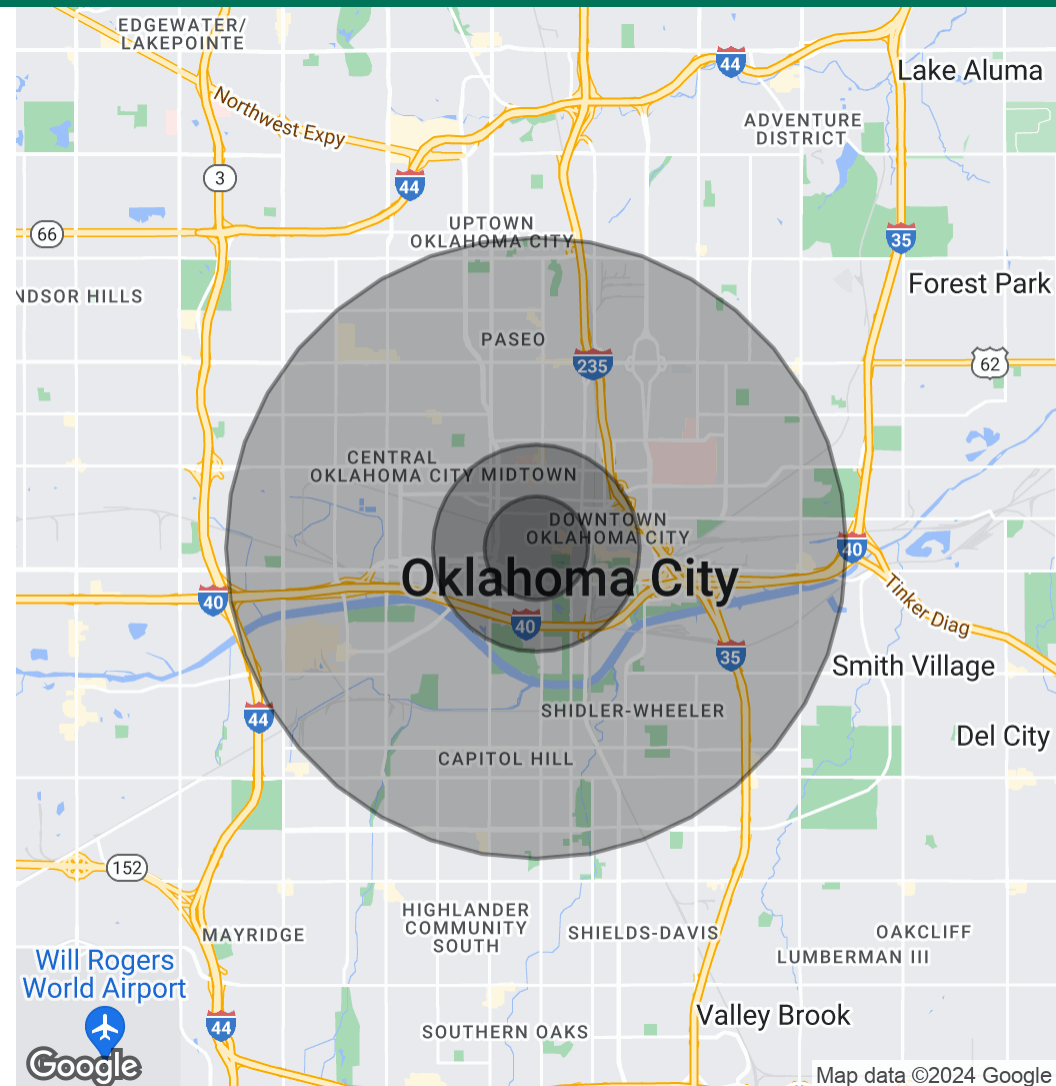 EDGEWATER/
LAKEPOINTE
44
Lake Aluma
Northwest Expy
ADVENTURE
DISTRICT
3
44
66
UPTOWN
OKLAHOMA CITY
35
NDSOR HILLS
Forest Park
PASEO
235
62
CENTRAL
OKLAHOMA CITY
MIDTOWN
DOWNTOWN
OKLAHOMA CITY
40
Oklahoma City
40
40
Tinker-Diag
35
Smith Village
44
SHIDLER-WHEELER
Del City
CAPITOL HILL
152
HIGHLANDER
COMMUNITY
SOUTH
MAYRIDGE
SHIELDS-DAVIS
OAKCLIFF
LUMBERMAN III
Will Rogers
World Airport
Valley Brook
44
SOUTHERN OAKS
Google
Map data ©2024 Google